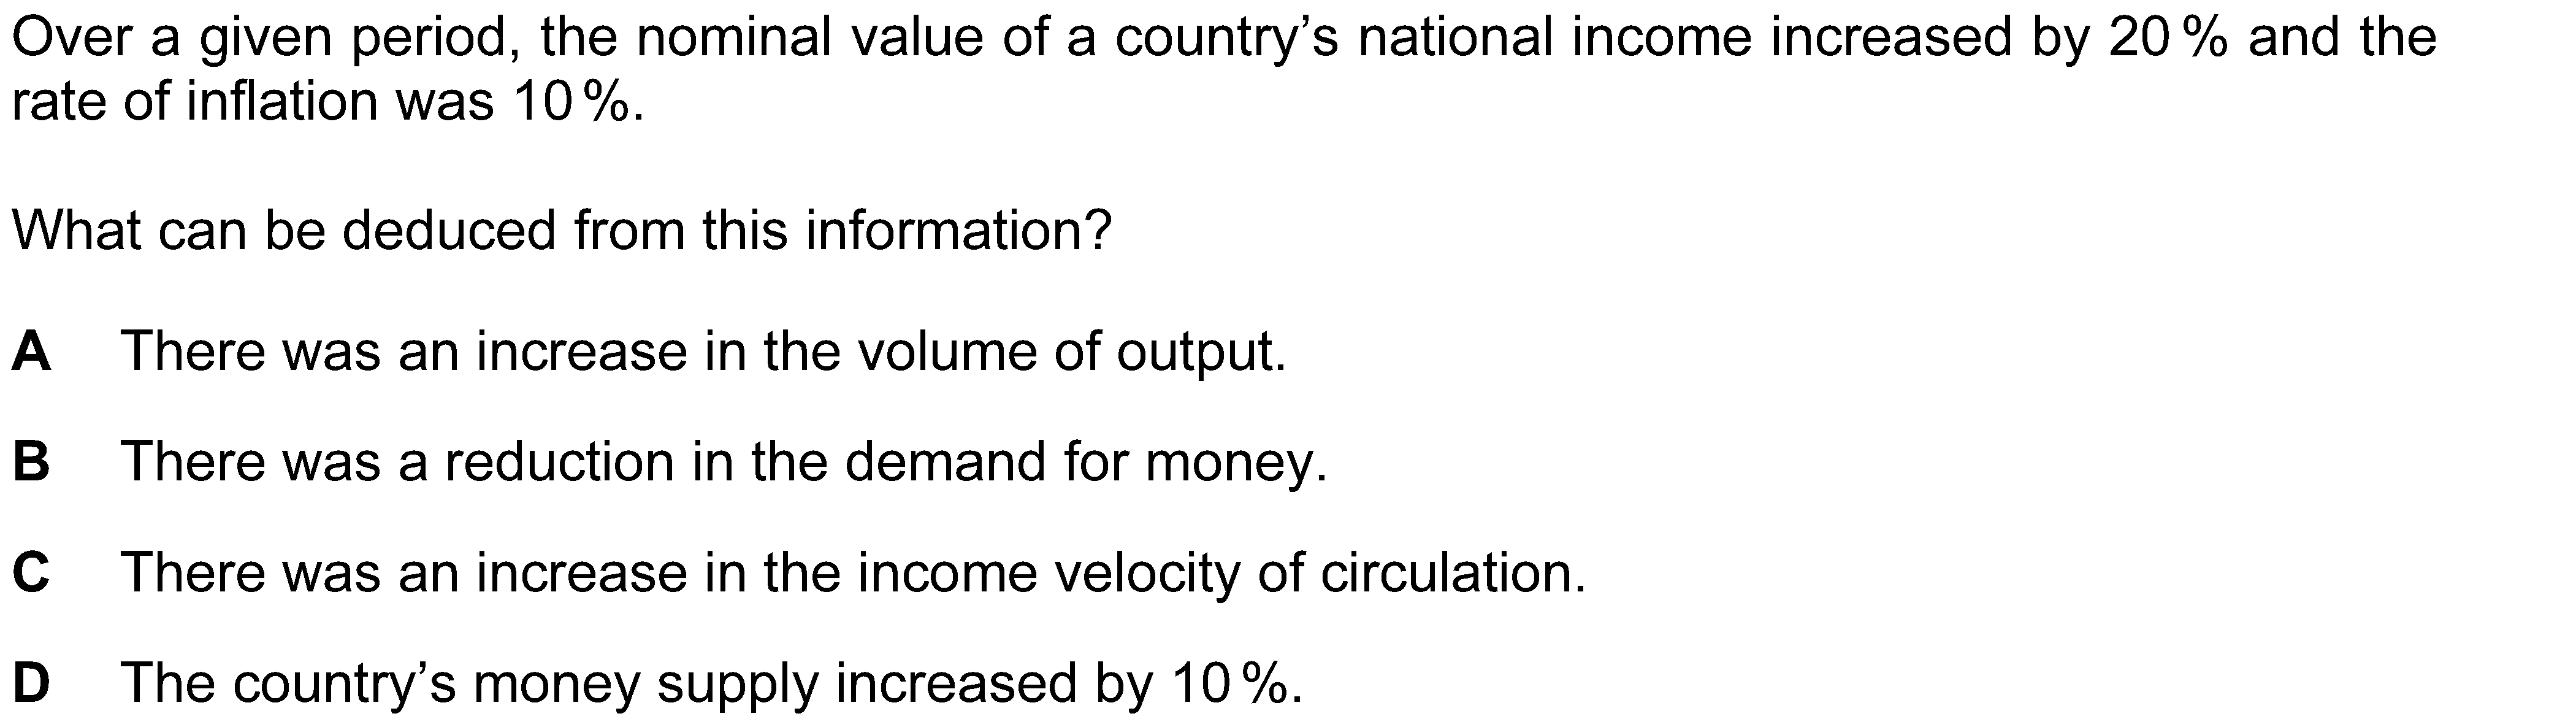 Over a given period, the nominal value of a country’s national income increased by 20 % and the
rate of inflation was 10 %.
What can be deduced from this information?
A There was an increase in the volume of output.
B There was a reduction in the demand for money.
C There was an increase in the income velocity of circulation.
D The country’s money supply increased by 10 %.